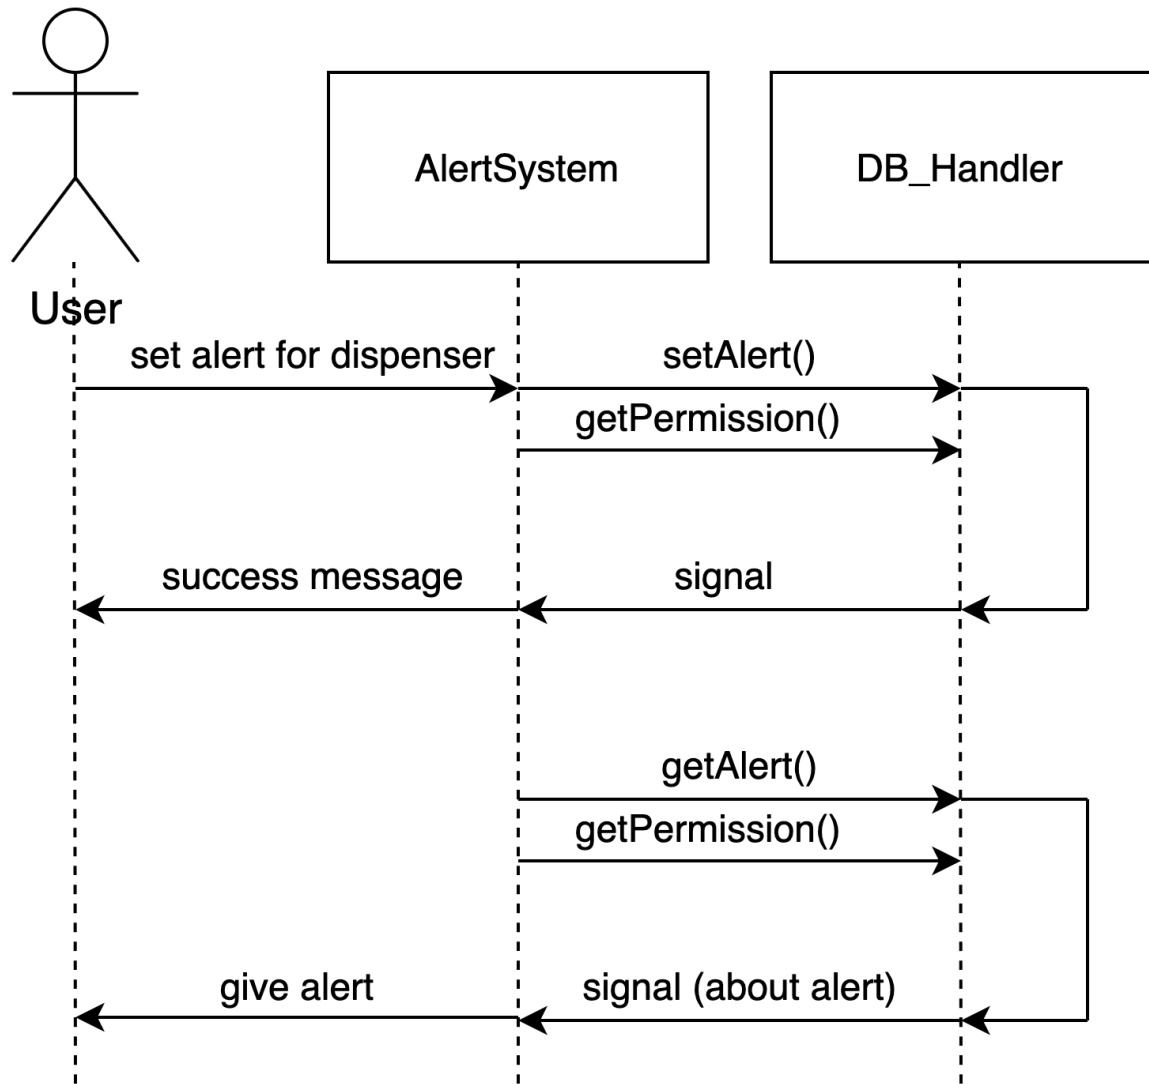 AlertSystem
DB_Handler
User
set alert for dispenser
setAlert()
getPermission()
success message
signal
getAlert()
getPermission()
give alert
signal (about alert)